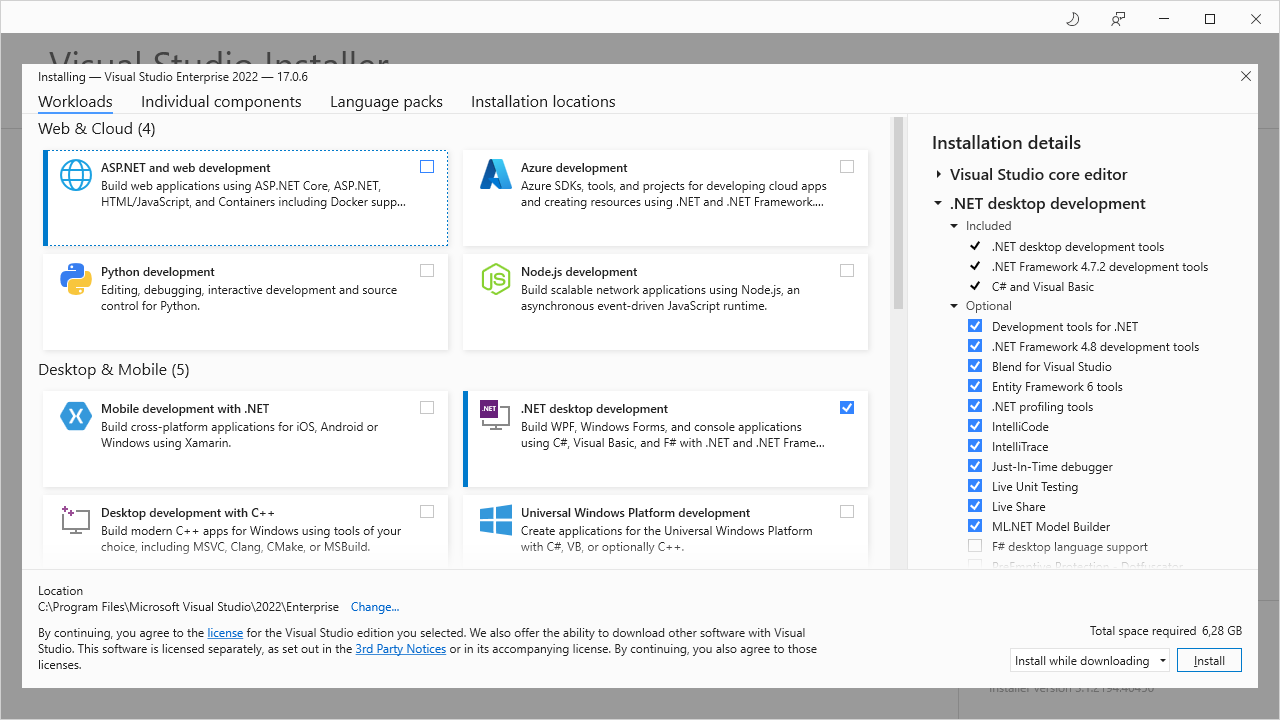 Visual Studio Installer
Installing — Visual Studio Enterprise 2022 — 17.0.6
Workloads
Individual components
Language packs
Installation locations
Web & Cloud (4)
ASP.NET and web development
Build web applications using ASP.NET Core, ASP.NET,
HTML/JavaScript, and Containers including Docker supp...
Azure development
Azure SDKs, tools, and projects for developing cloud apps
and creating resources using .NET and .NET Framework....
Python development
Editing, debugging, interactive development and source
control for Python.
Node.js development
Build scalable network applications using Node.js, an
asynchronous event-driven JavaScript runtime.
Desktop & Mobile (5)
Mobile development with .NET
Build cross-platform applications for iOS, Android or
Windows using Xamarin.
.NET
.NET desktop development
Build WPF, Windows Forms, and console applications
using C#, Visual Basic, and F# with .NET and .NET Frame...
Desktop development with C++
Build modern C++ apps for Windows using tools of your
choice, including MSVC, Clang, CMake, or MSBuild.
Universal Windows Platform development
Create applications for the Universal Windows Platform
with C#, VB, or optionally C++.
Installation details
Visual Studio core editor
.NET desktop development
Included
.NET desktop development tools
.NET Framework 4.7.2 development tools
C# and Visual Basic
Optional
Development tools for .NET
.NET Framework 4.8 development tools
Blend for Visual Studio
Entity Framework 6 tools
.NET profiling tools
IntelliCode
IntelliTrace
Just-In-Time debugger
Live Unit Testing
Live Share
ML.NET Model Builder
F# desktop language support
PreEmptive Protection - Dotfuscator
Location
C:\Program Files\Microsoft Visual Studio\2022\Enterprise
Change...
By continuing, you agree to the license for the Visual Studio edition you selected. We also offer the ability to download other software with Visual
Studio. This software is licensed separately, as set out in the 3rd Party Notices or in its accompanying license. By continuing, you also agree to those
licenses.
Total space required 6,28 GB
Install while downloading
Install
Installer version